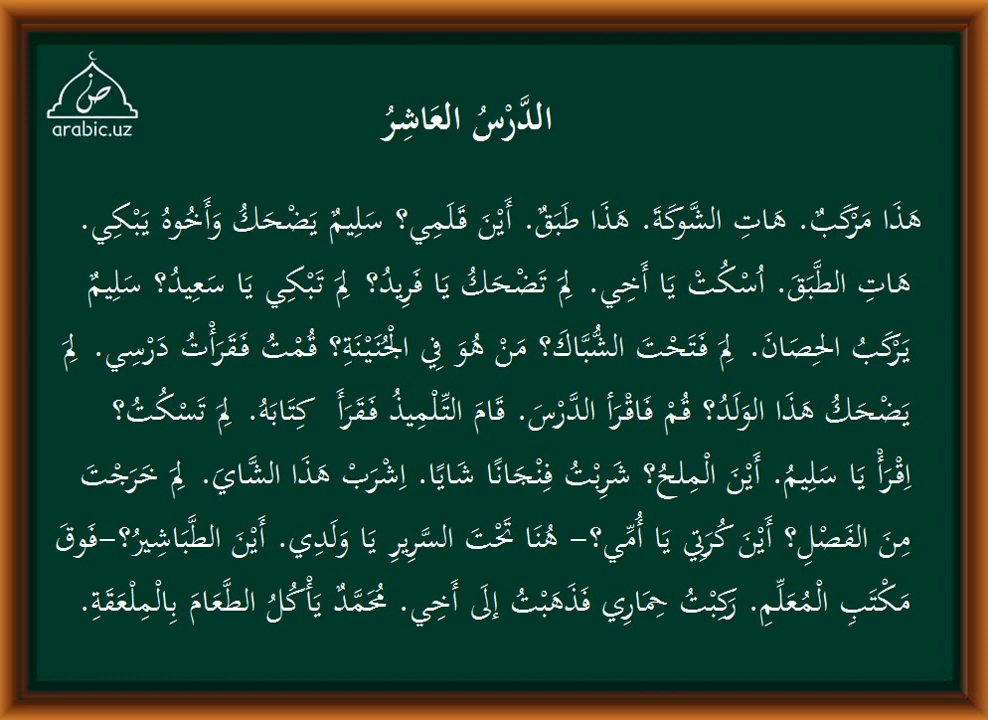 ض
arabic.uz
الدَّرْسُ العَاشِرُ
هَذَا مَرْكَبٌ. هَاتِ الشَّوكَةَ. هَذَا طَبَقٌ. أَيْنَ قَلَمِي؟ سَلِيمٌ يَضْحَكُ وَأَخُوهُ يَبْكِي.
هَاتِ الطَّبَقَ. اُسْكُتْ يَا أَخِي. لِمَ تَضْحَكُ يَا فَرِيدُ؟ لِمَ تَبْكِي يَا سَعِيدُ؟ سَلِيمٌ
يَرْكَبُ الحِصَانَ. لِمَ فَتَحْتَ الشُّبَّاكَ؟ مَنْ هُوَ فِي الْجُنَيْنَةِ؟ قُمْتُ فَقَرَأْتُ دَرْسِي. لِمَ
يَضْحَكُ هَذَا الوَلَدُ؟ قُمْ فَاقْرَأ الدَّرْسَ. قَامَ التِّلْمِيذُ فَقَرَأَ كِتَابَهُ. لِمَ تَسْكُتُ؟
اِقْرَأْ يَا سَلِيمُ. أَيْنَ الْمِلحُ؟ شَرِبْتُ فِنْجَانًا شَايًا. اِشْرَبْ هَذَا الشَّايَ. لِمَ خَرَجْتَ
مِنَ الفَصْلِ؟ أَيْنَ كُرَتِي يَا أُمِّي؟– هُنَا تَحْتَ السَّرِيرِ يَا وَلَدِي. أَيْنَ الطَّبَاشِيرُ؟–فَوقَ
مَكْتَبِ الْمُعَلِّمِ. رَكِبْتُ حِمَارِي فَذَهَبْتُ إلَى أَخِي. مُحَمَّدٌ يَأْكُلُ الطَّعَامَ بِالْمِلْعَقَةِ.